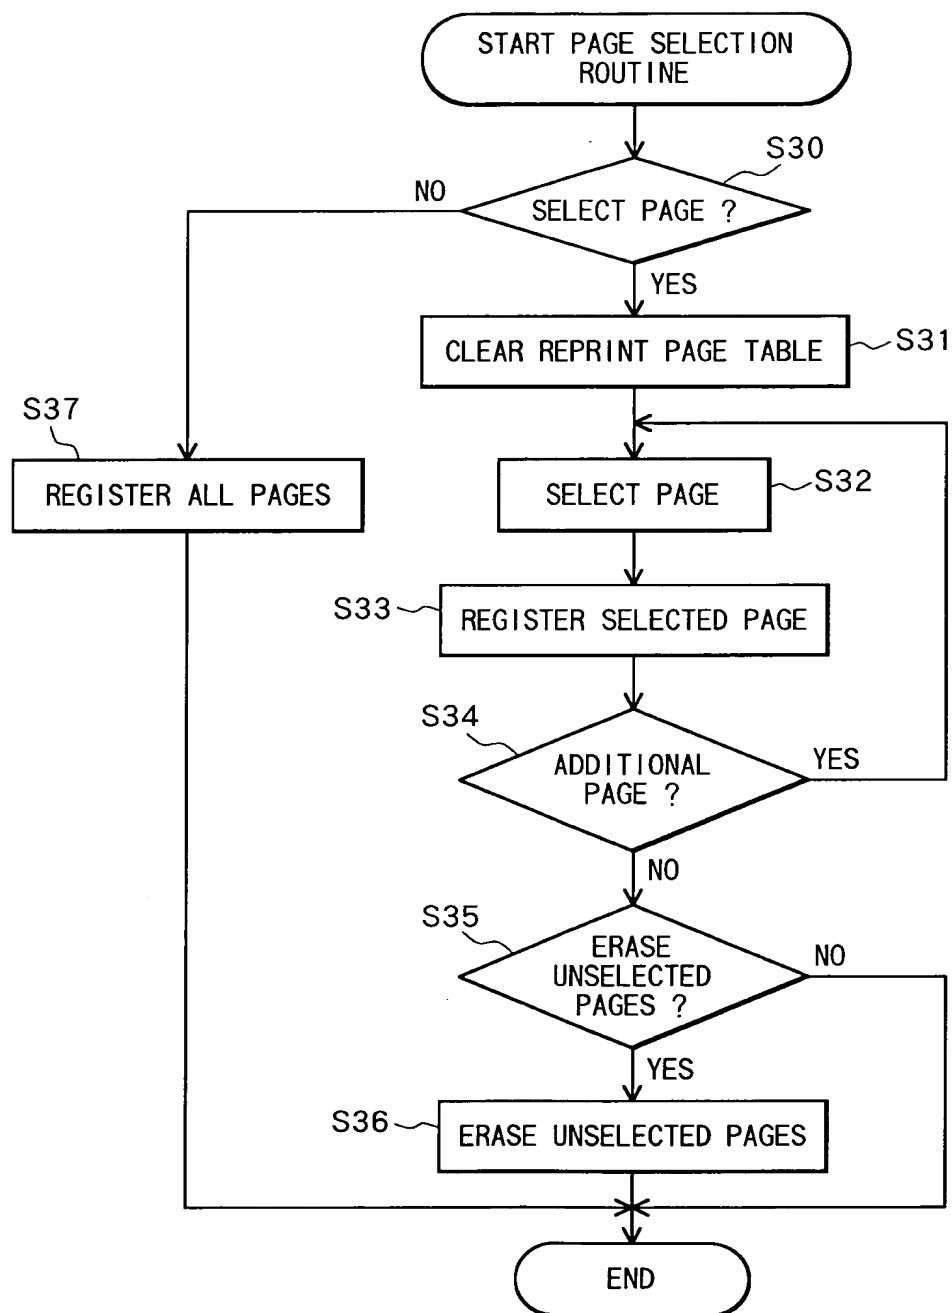 START PAGE SELECTION
ROUTINE
S30
NO
SELECT PAGE ?
YES
CLEAR REPRINT PAGE TABLE
S31
S37
REGISTER ALL PAGES
SELECT PAGE
S32
S33
REGISTER SELECTED PAGE
S34
ADDITIONAL
PAGE ?
YES
NO
S35
ERASE
UNSELECTED
PAGES ?
NO
YES
S36
ERASE UNSELECTED PAGES
END